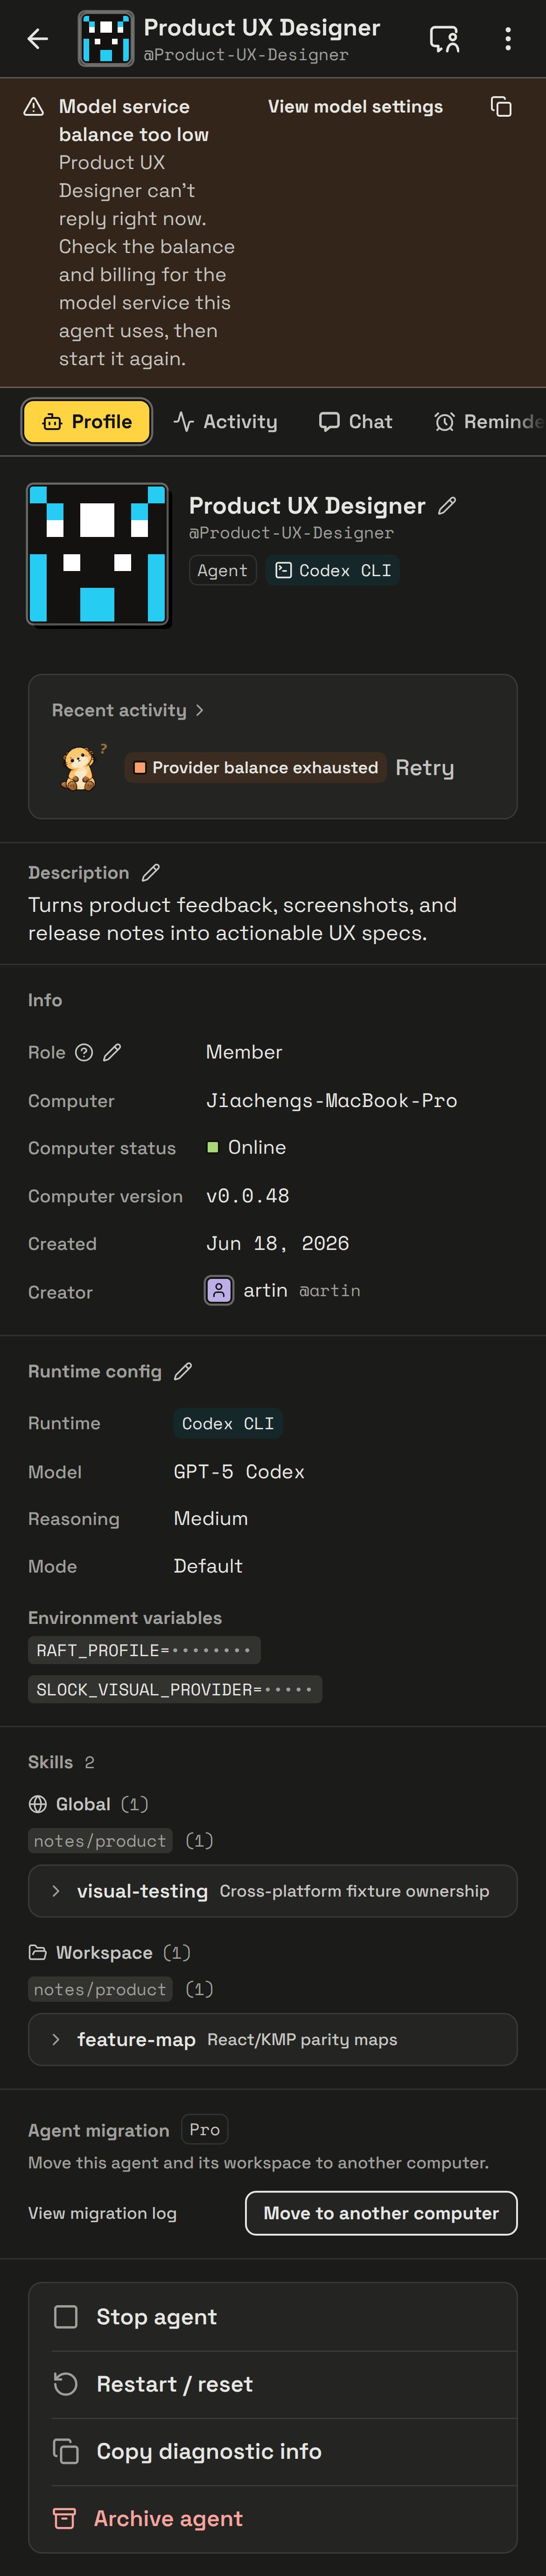 Product UX Designer
@Product-UX-Designer
Model service
balance too low
View model settings
Product UX
Designer can't
reply right now.
Check the balance
and billing for the
model service this
agent uses, then
start it again.
Profile
Activity
Chat
Reminde
Product UX Designer
@Product-UX-Designer
Agent
Codex CLI
Recent activity
?
Provider balance exhausted
Retry
Description
Turns product feedback, screenshots, and
release notes into actionable UX specs.
Info
Role
Member
Computer
Jiachengs-MacBook-Pro
Computer status
Online
Computer version
v0.0.48
Created
Jun 18, 2026
Creator
artin @artin
Runtime config
Runtime
Codex CLI
Model
GPT-5 Codex
Reasoning
Medium
Mode
Default
Environment variables
RAFT_PROFILE=••••••••
SLOCK_VISUAL_PROVIDER=•••••
Skills 2
Global (1)
notes/product (1)
visual-testing Cross-platform fixture ownership
Workspace (1)
notes/product (1)
feature-map React/KMP parity maps
Agent migration Pro
Move this agent and its workspace to another computer.
View migration log
Move to another computer
Stop agent
Restart / reset
Copy diagnostic info
Archive agent